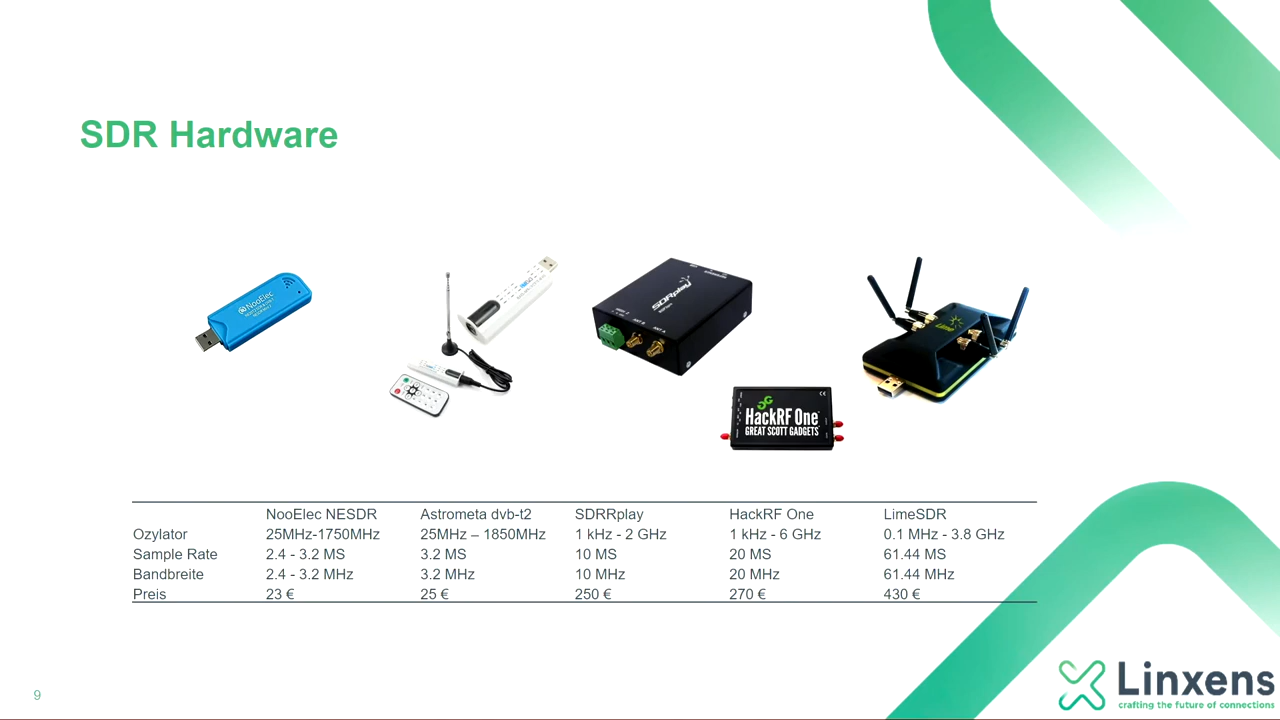 SDR Hardware
NooElec
SDRplay
HackRF One
GREAT SCOTT GADGETS
NooElec NESDR Astrometa dvb-t2 SDRRplay HackRF One LimeSDR
Ozylator 25MHz-1750MHz 25MHz – 1850MHz 1 kHz - 2 GHz 1 kHz - 6 GHz 0.1 MHz - 3.8 GHz
Sample Rate 2.4 - 3.2 MS 3.2 MS 10 MS 20 MS 61.44 MS
Bandbreite 2.4 - 3.2 MHz 3.2 MHz 10 MHz 20 MHz 61.44 MHz
Preis 23 € 25 € 250 € 270 € 430 €
9
Linxens
crafting the future of connections